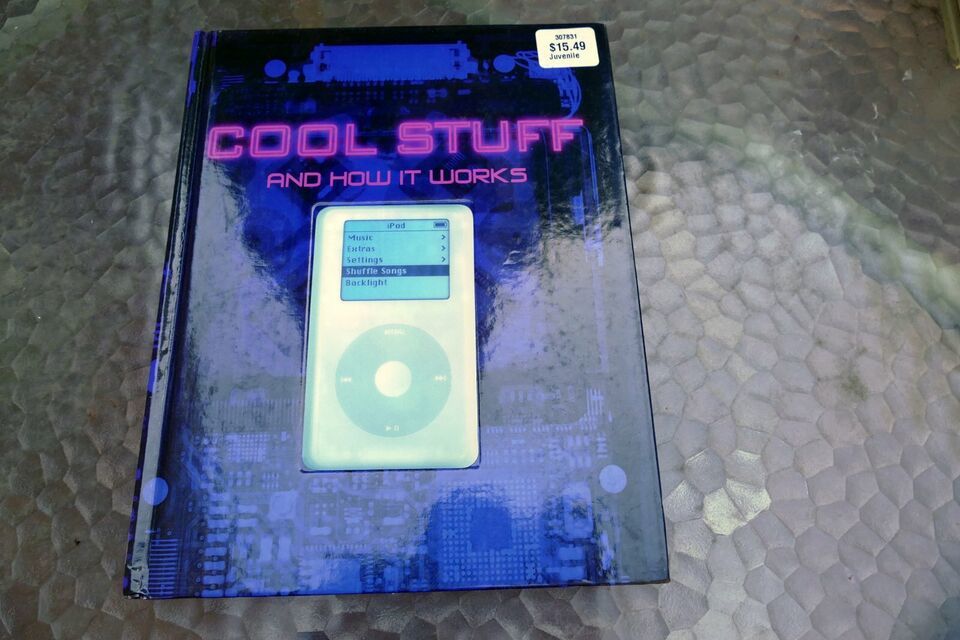 307831
$15.49
Juvenile
COOL STUFF
AND HOW IT WORKS
iPod
Music >
Extras >
Settings >
Shuffle Songs
Backlight
MENU